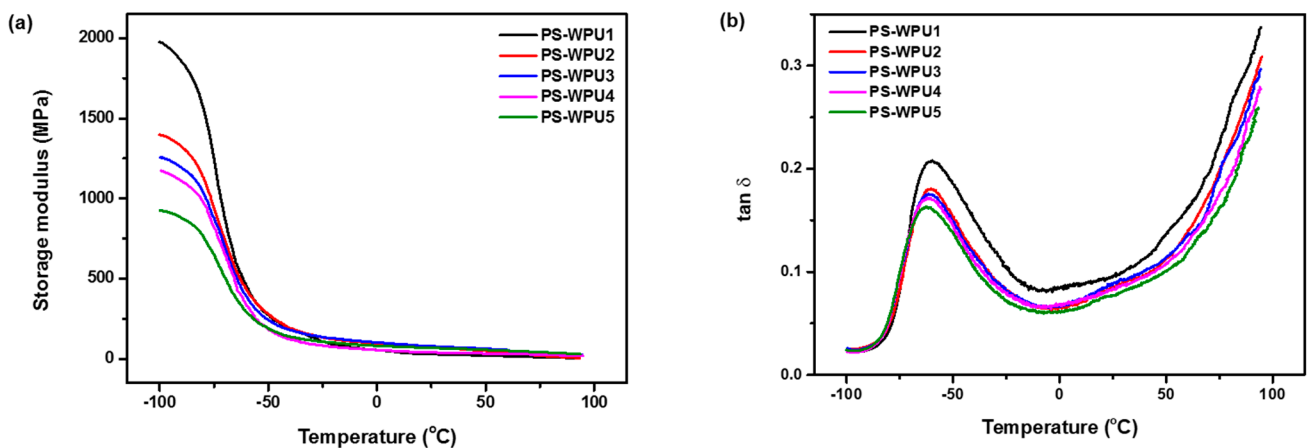 (a)
2000
1500
1000
500
0
Storage modulus (MPa)
PS-WPU1
PS-WPU2
PS-WPU3
PS-WPU4
PS-WPU5
-100
-50
0
50
100
Temperature (°C)
(b)
0.3
0.2
0.1
0.0
tan δ
PS-WPU1
PS-WPU2
PS-WPU3
PS-WPU4
PS-WPU5
-100
-50
0
50
100
Temperature (°C)